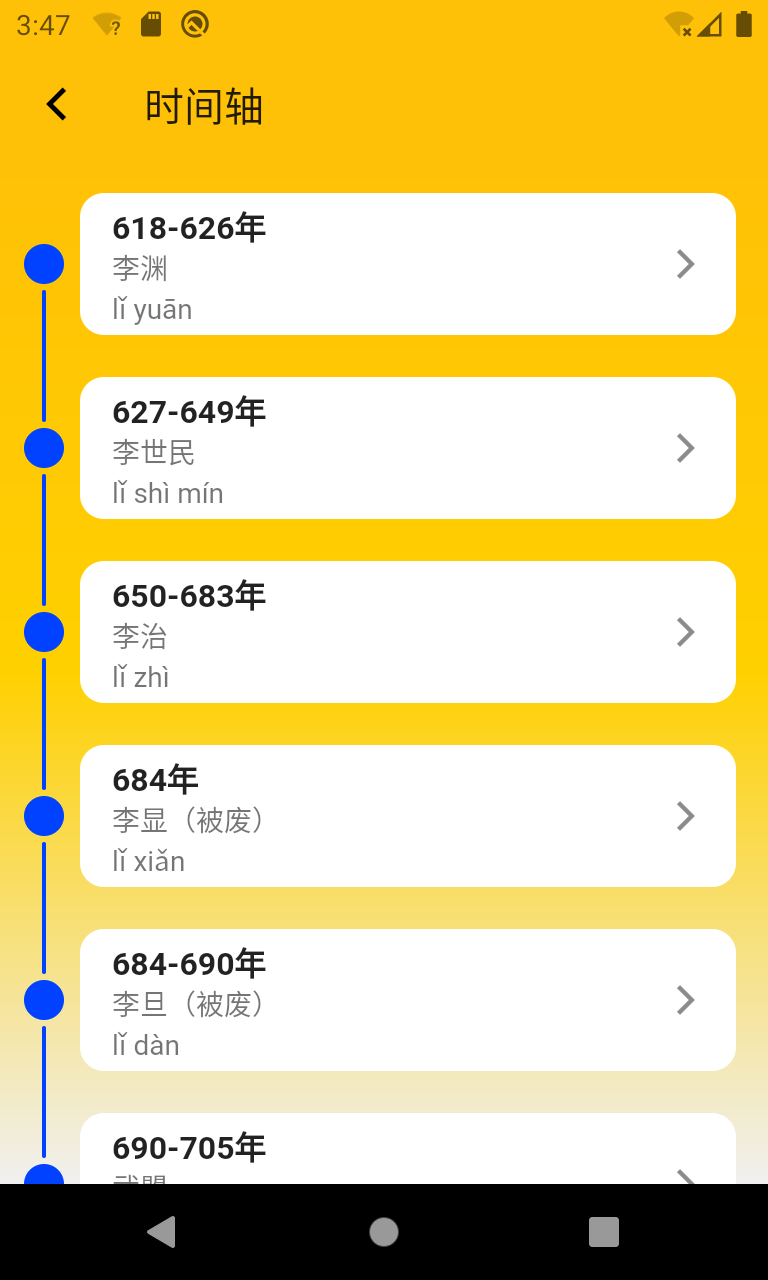 3:47
时间轴
618-626年
李渊
lǐ yuān
627-649年
李世民
lǐ shì mín
650-683年
李治
lǐ zhì
684年
李显（被废）
lǐ xiǎn
684-690年
李旦（被废）
lǐ dàn
690-705年